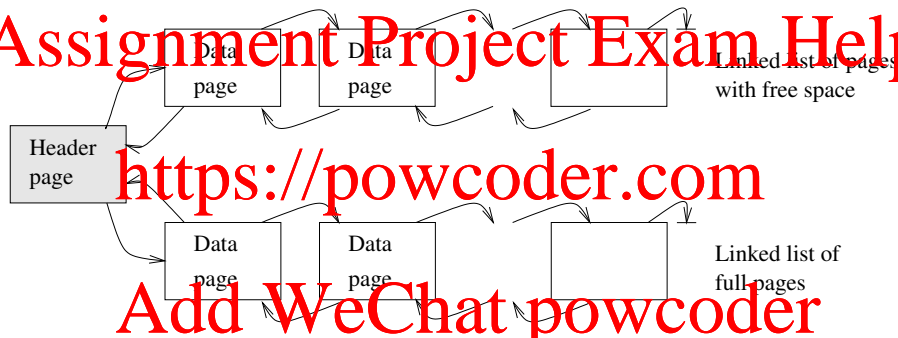 Assignment Project Exam Help
Data
page
Data
page
Linked list of pages
with free space
Header
page
https://powcoder.com
Data
page
Data
page
Linked list of
full pages
Add WeChat powcoder